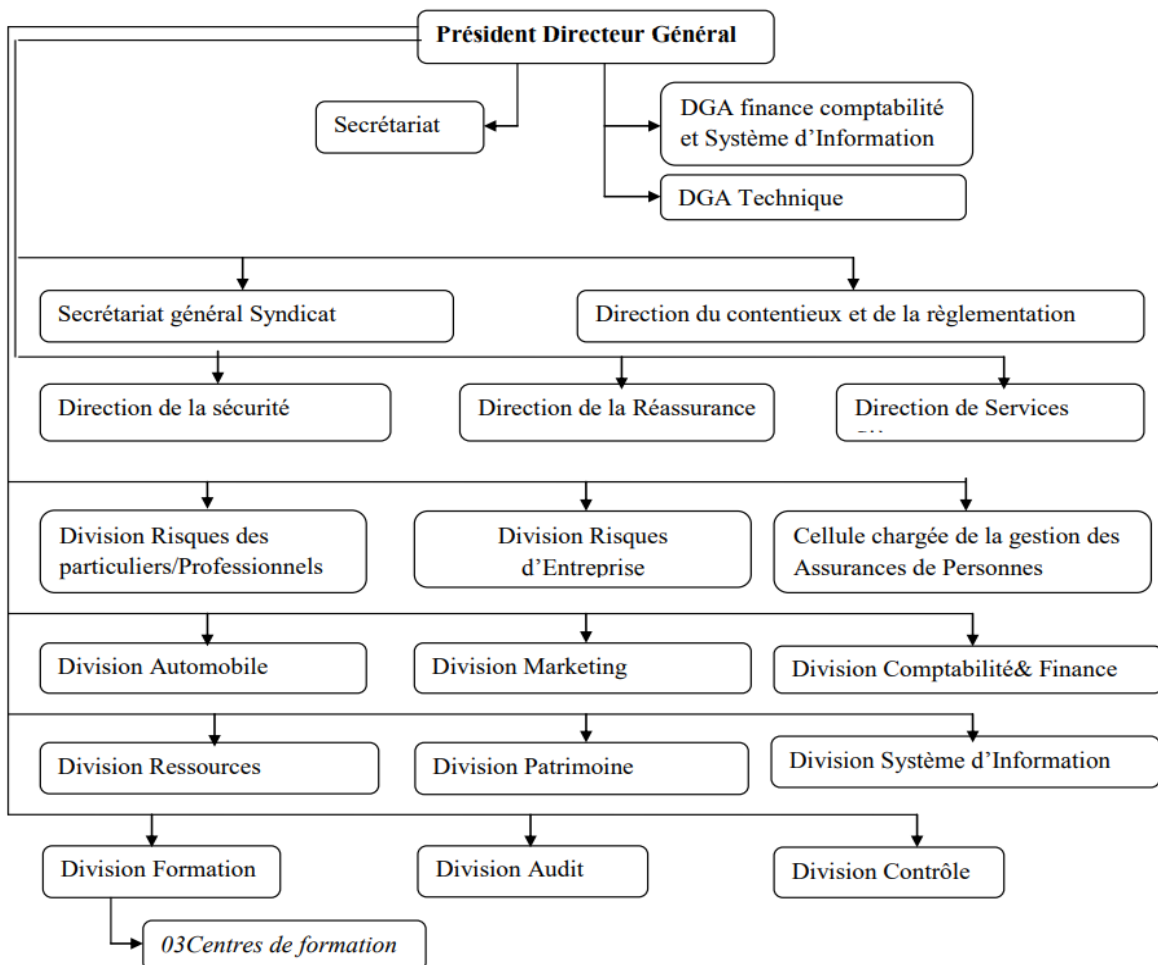 Président Directeur Général
Secrétariat
DGA finance comptabilité
et Système d'Information
DGA Technique
Secrétariat général Syndicat
Direction du contentieux et de la règlementation
Direction de la sécurité
Direction de la Réassurance
Direction de Services
Division Risques des
particuliers/Professionnels
Division Risques
d'Entreprise
Cellule chargée de la gestion des
Assurances de Personnes
Division Automobile
Division Marketing
Division Comptabilité& Finance
Division Ressources
Division Patrimoine
Division Système d'Information
Division Formation
Division Audit
Division Contrôle
03Centres de formation